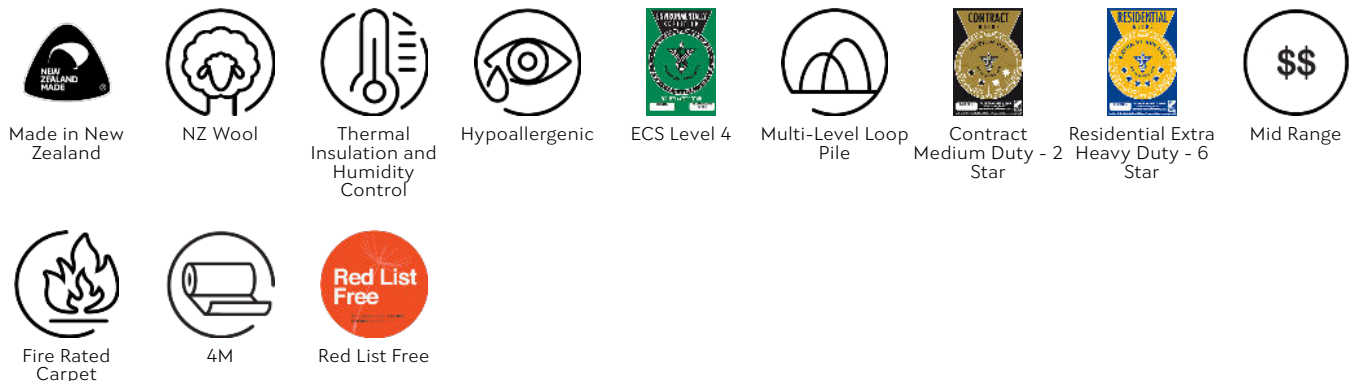 NEW
ZEALAND
MADE
ENVIRONMENTALLY
CONTRACT
RESIDENTIAL
$$
Made in New
Zealand
NZ Wool
Thermal
Insulation and
Humidity
Control
Hypoallergenic
ECS Level 4
Multi-Level Loop
Pile
Contract
Medium Duty - 2
Star
Residential Extra
Heavy Duty - 6
Star
Mid Range
Red List
Free
Fire Rated
Carpet
4M
Red List Free